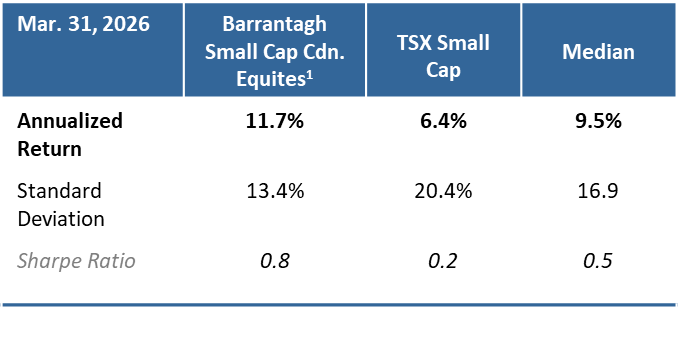 Mar. 31, 2026
Barrantagh
Small Cap Cdn.
Equites¹
TSX Small
Cap
Median
Annualized
Return
11.7%
6.4%
9.5%
Standard
Deviation
13.4%
20.4%
16.9
Sharpe Ratio
0.8
0.2
0.5